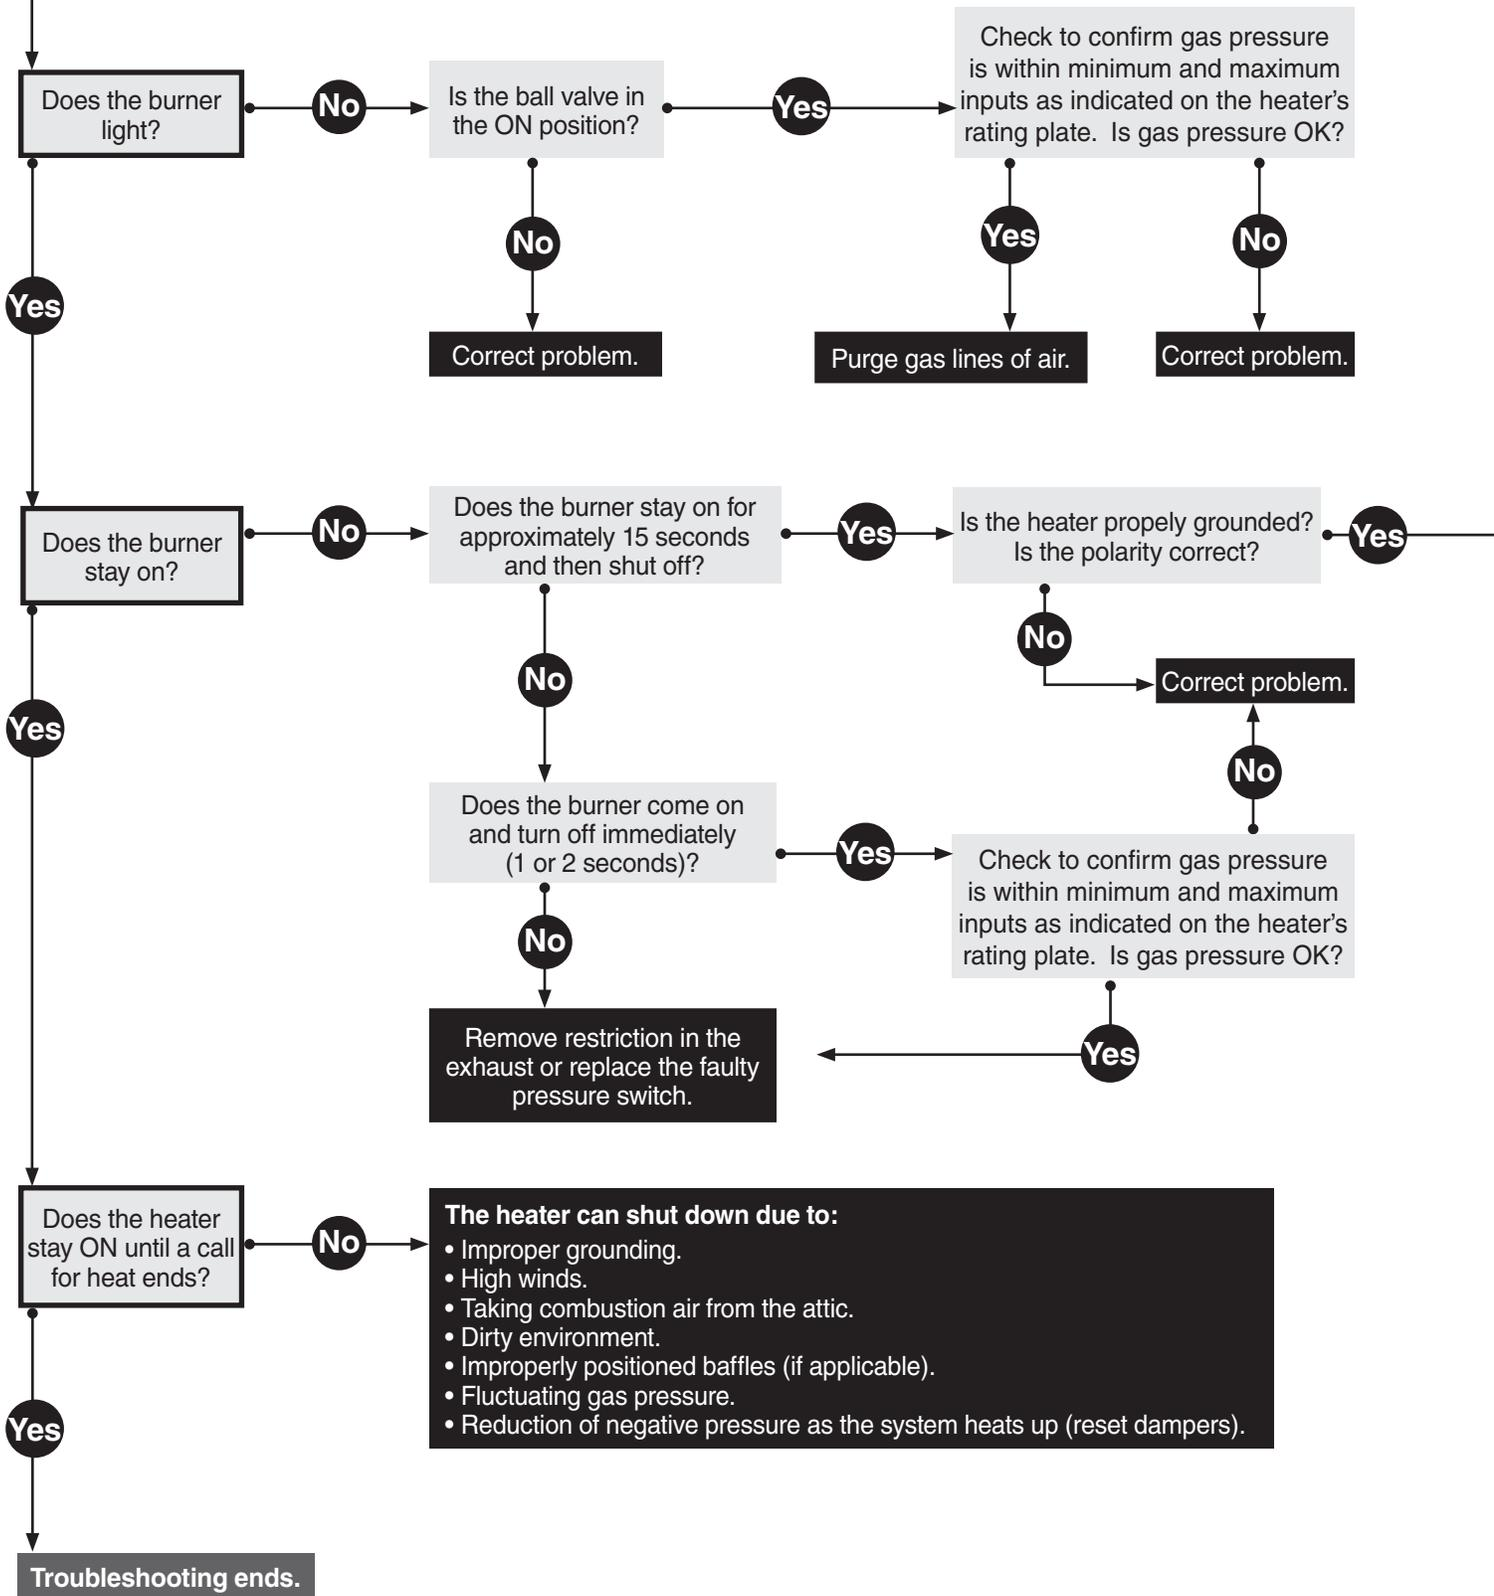 Does the burner
light?
No
Is the ball valve in
the ON position?
Yes
Check to confirm gas pressure
is within minimum and maximum
inputs as indicated on the heater's
rating plate.  Is gas pressure OK?
No
Yes
No
Yes
Correct problem.
Purge gas lines of air.
Correct problem.
Does the burner
stay on?
No
Does the burner stay on for
approximately 15 seconds
and then shut off?
Yes
Is the heater propely grounded?
Is the polarity correct?
Yes
No
No
Correct problem.
Yes
No
Does the burner come on
and turn off immediately
(1 or 2 seconds)?
Yes
Check to confirm gas pressure
is within minimum and maximum
inputs as indicated on the heater's
rating plate.  Is gas pressure OK?
No
Remove restriction in the
exhaust or replace the faulty
pressure switch.
Yes
Does the heater
stay ON until a call
for heat ends?
No
The heater can shut down due to:
• Improper grounding.
• High winds.
• Taking combustion air from the attic.
• Dirty environment.
• Improperly positioned baffles (if applicable).
• Fluctuating gas pressure.
• Reduction of negative pressure as the system heats up (reset dampers).
Yes
Troubleshooting ends.